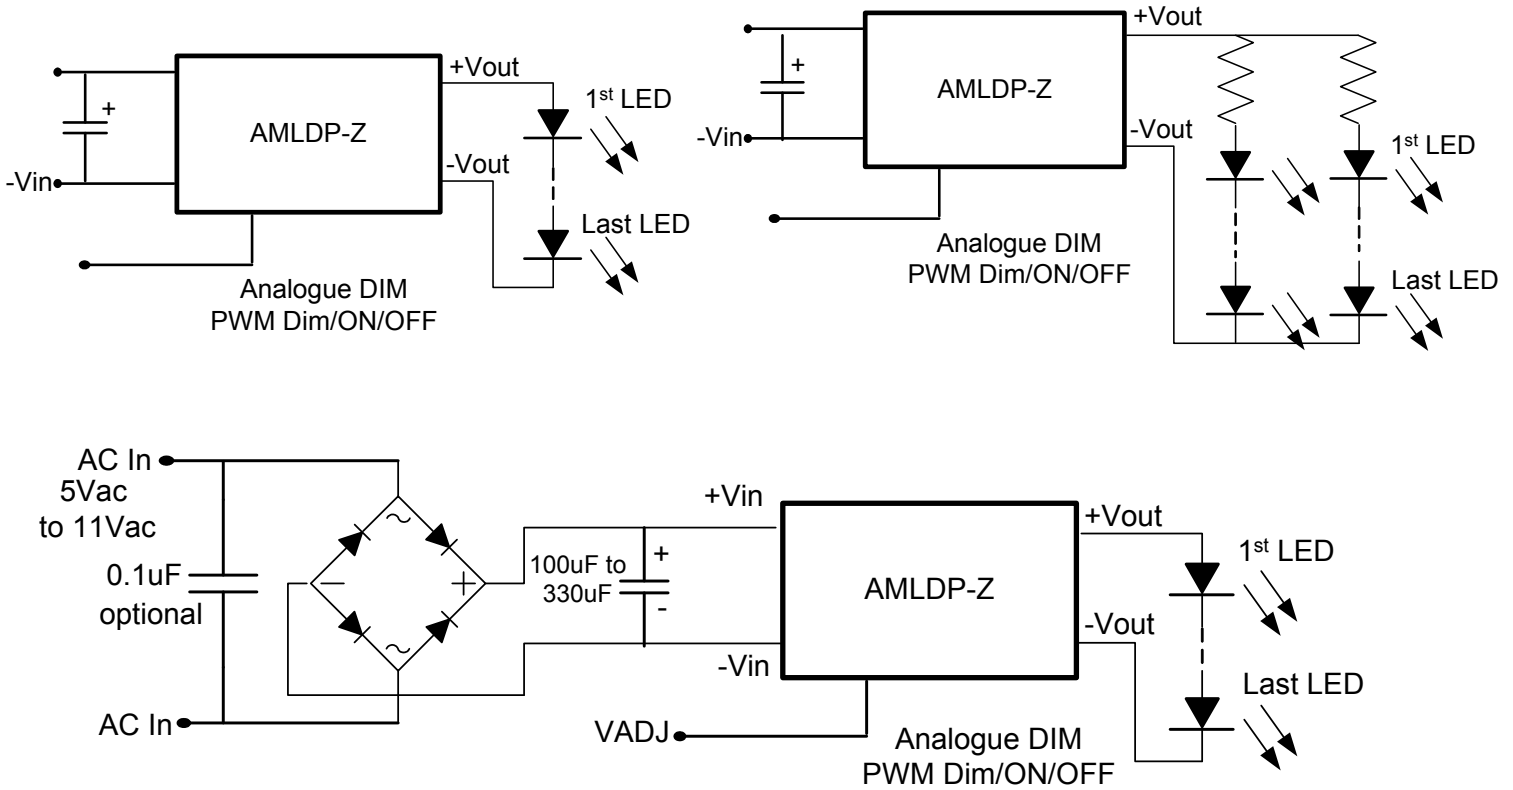 +Vout
1st LED
+
AMLDP-Z
-Vout
-Vin
Last LED
Analogue DIM
PWM Dim/ON/OFF
+Vout
+
AMLDP-Z
-Vout
-Vin
1st LED
Analogue DIM
PWM Dim/ON/OFF
Last LED
AC In
5Vac
to 11Vac
0.1uF
optional
AC In
~
~
+Vin
100uF to
330uF
+
-
-Vin
AMLDP-Z
+Vout
1st LED
-Vout
Last LED
VADJ
Analogue DIM
PWM Dim/ON/OFF